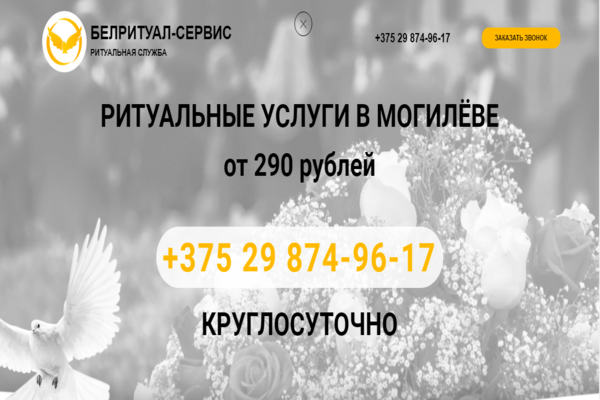 БЕЛРИТУАЛ-СЕРВИС
РИТУАЛЬНАЯ СЛУЖБА
+375 29 874-96-17
ЗАКАЗАТЬ ЗВОНОК
РИТУАЛЬНЫЕ УСЛУГИ В МОГИЛЁВЕ
от 290 рублей
+375 29 874-96-17
КРУГЛОСУТОЧНО